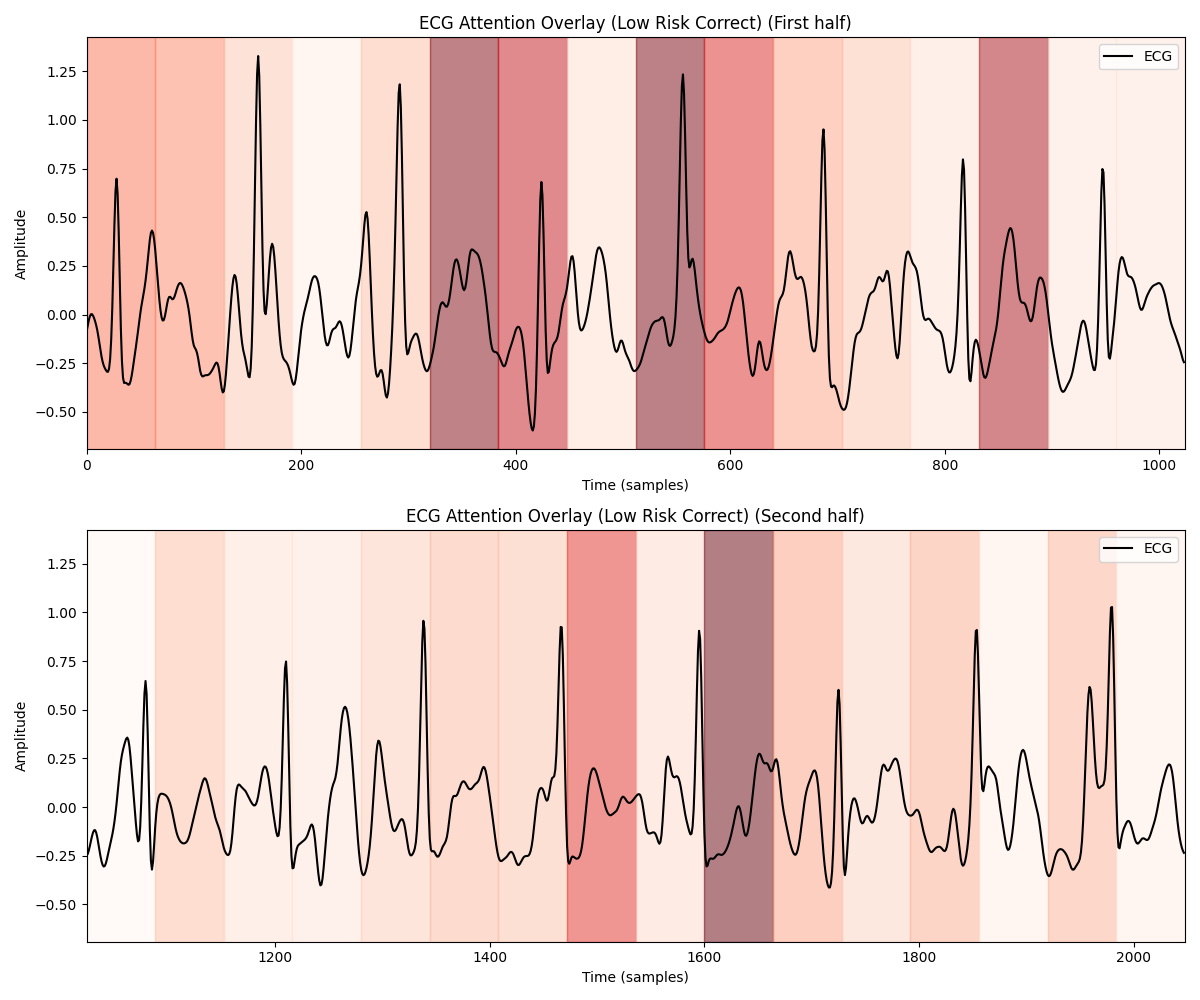 ECG Attention Overlay (Low Risk Correct) (First half)
ECG
Amplitude
1.25
1.00
0.75
0.50
0.25
0.00
−0.25
−0.50
0 200 400 600 800 1000
Time (samples)
ECG Attention Overlay (Low Risk Correct) (Second half)
ECG
Amplitude
1.25
1.00
0.75
0.50
0.25
0.00
−0.25
−0.50
1200 1400 1600 1800 2000
Time (samples)